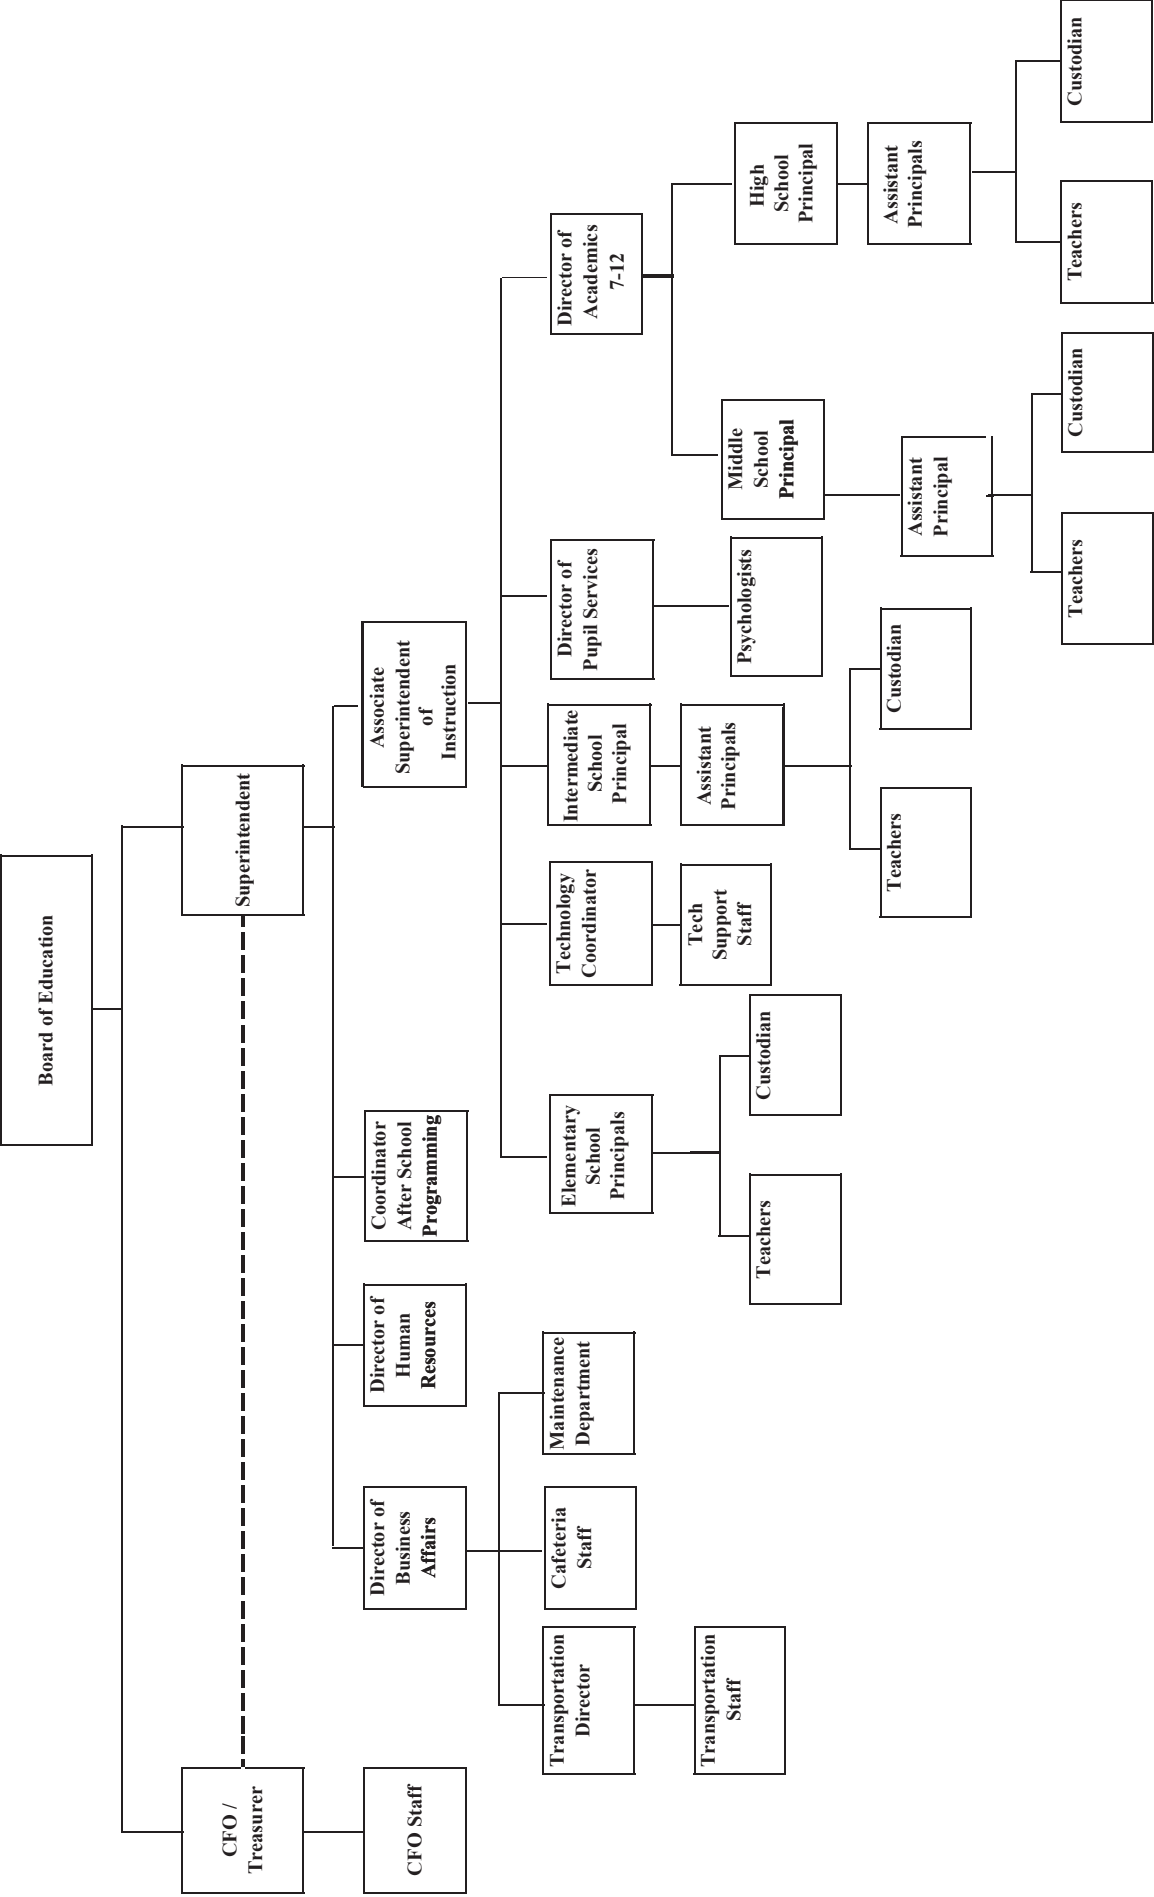 Board of Education
CFO /
Treasurer
Superintendent
CFO Staff
Director of
Business
Affairs
Director of
Human
Resources
Coordinator
After School
Programming
Associate
Superintendent
of
Instruction
Transportation
Director
Cafeteria
Staff
Maintenance
Department
Transportation
Staff
Elementary
School
Principals
Technology
Coordinator
Intermediate
School
Principal
Director of
Pupil Services
Director of
Academics
7-12
Teachers
Custodian
Tech
Support
Staff
Assistant
Principals
Teachers
Custodian
Psychologists
Middle
School
Principal
High
School
Principal
Assistant
Principal
Assistant
Principals
Teachers
Custodian
Teachers
Custodian